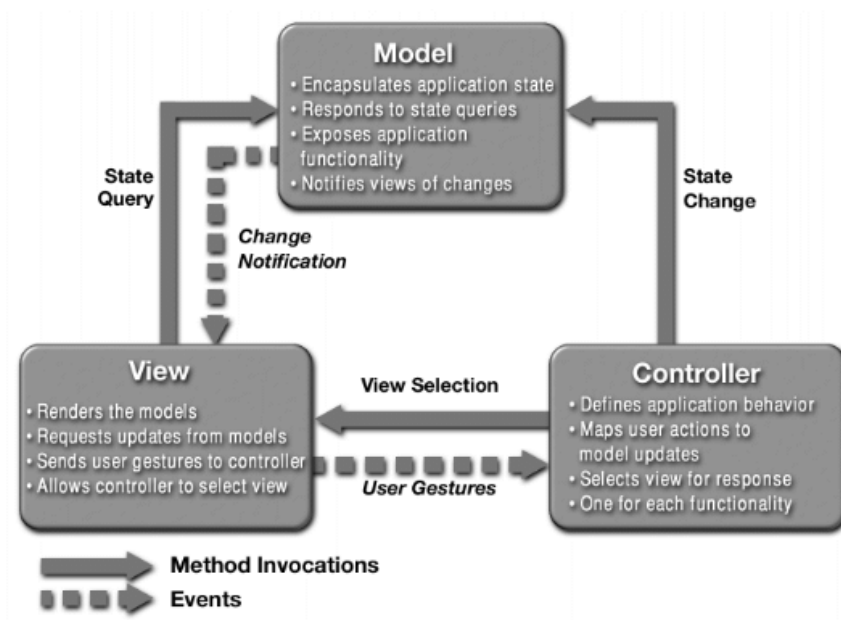 Model
• Encapsulates application state
• Responds to state queries
• Exposes application
functionality
• Notifies views of changes
State
Query
State
Change
Change
Notification
View
• Renders the models
• Requests updates from models
• Sends user gestures to controller
• Allows controller to select view
View Selection
User Gestures
Controller
• Defines application behavior
• Maps user actions to
model updates
• Selects view for response
• One for each functionality
Method Invocations
Events